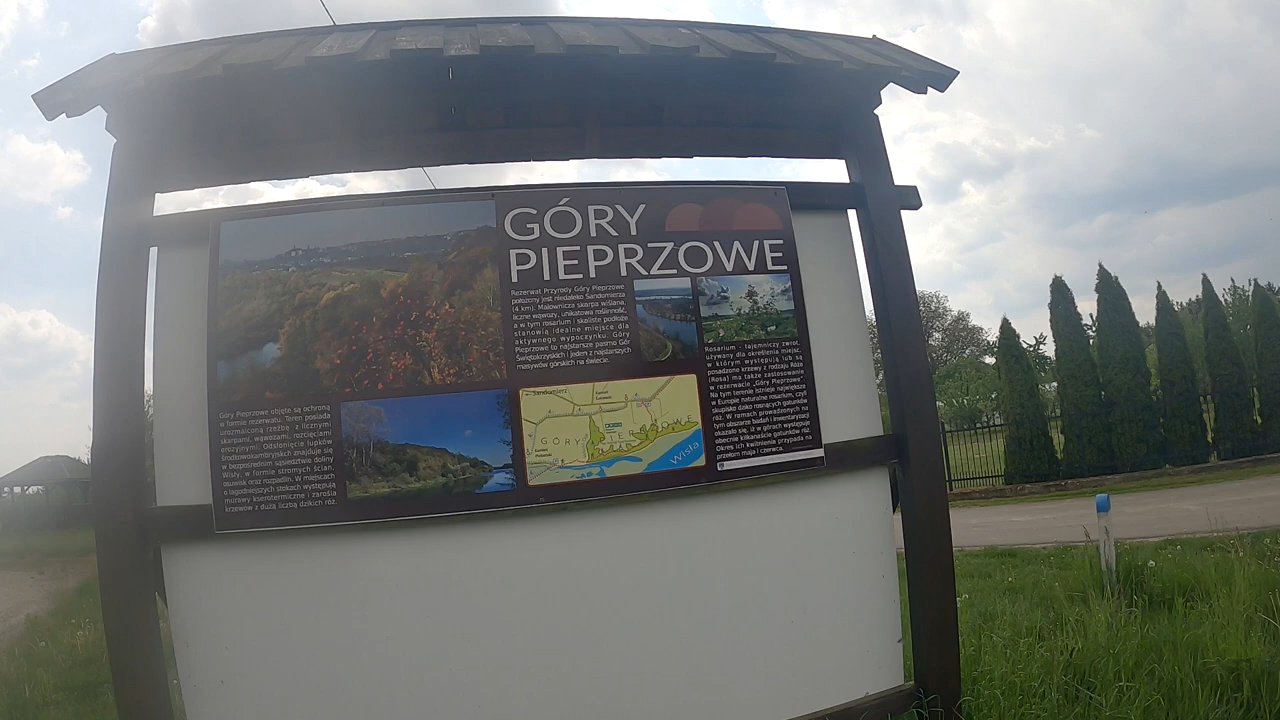 GÓRY
PIEPRZOWE
Rezerwat Przyrody Góry Pieprzowe
położony jest niedaleko Sandomierza
(4 km). Malownicza skarpa wiślana,
liczne wąwozy, unikatowa roślinność,
a w tym rosarium i skaliste podłoże
stanowią idealne miejsce dla
aktywnego wypoczynku. Góry
Pieprzowe to najstarsze pasmo Gór
Świętokrzyskich i jeden z najstarszych
masywów górskich na świecie.
Rosarium – tajemniczy zwrot,
używany dla określenia miejsc,
w którym występują lub są
posadzone krzewy z rodzaju Róża
(Rosa) ma także zastosowanie
w rezerwacie „Góry Pieprzowe"
Na tym terenie istnieje największe
w Europie naturalne rosarium, czyli
skupisko dziko rosnących gatunków
róż. W ramach prowadzonych na
tym obszarze badań i inwentaryzacji
okazało się, iż w górach występuje
obecnie kilkanaście gatunków róż.
Okres ich kwitnienia przypada na
przełom maja i czerwca.
Góry Pieprzowe objęte są ochroną
w formie rezerwatu. Teren posiada
urozmaiconą rzeźbę z licznymi
skarpami, wąwozami, rozcięciami
erozyjnymi. Odsłonięcie łupków
środkowokambryjskich znajduje się
w bezpośrednim sąsiedztwie doliny
Wisły, w formie stromych ścian,
osuwisk oraz rozpadlin. W miejscach
o łagodniejszych stokach występują
murawy kserotermiczne i zarośla
krzewów z dużą liczbą dzikich róż.
Sandomierz
GÓRY PIEPRZOWE
Wisła